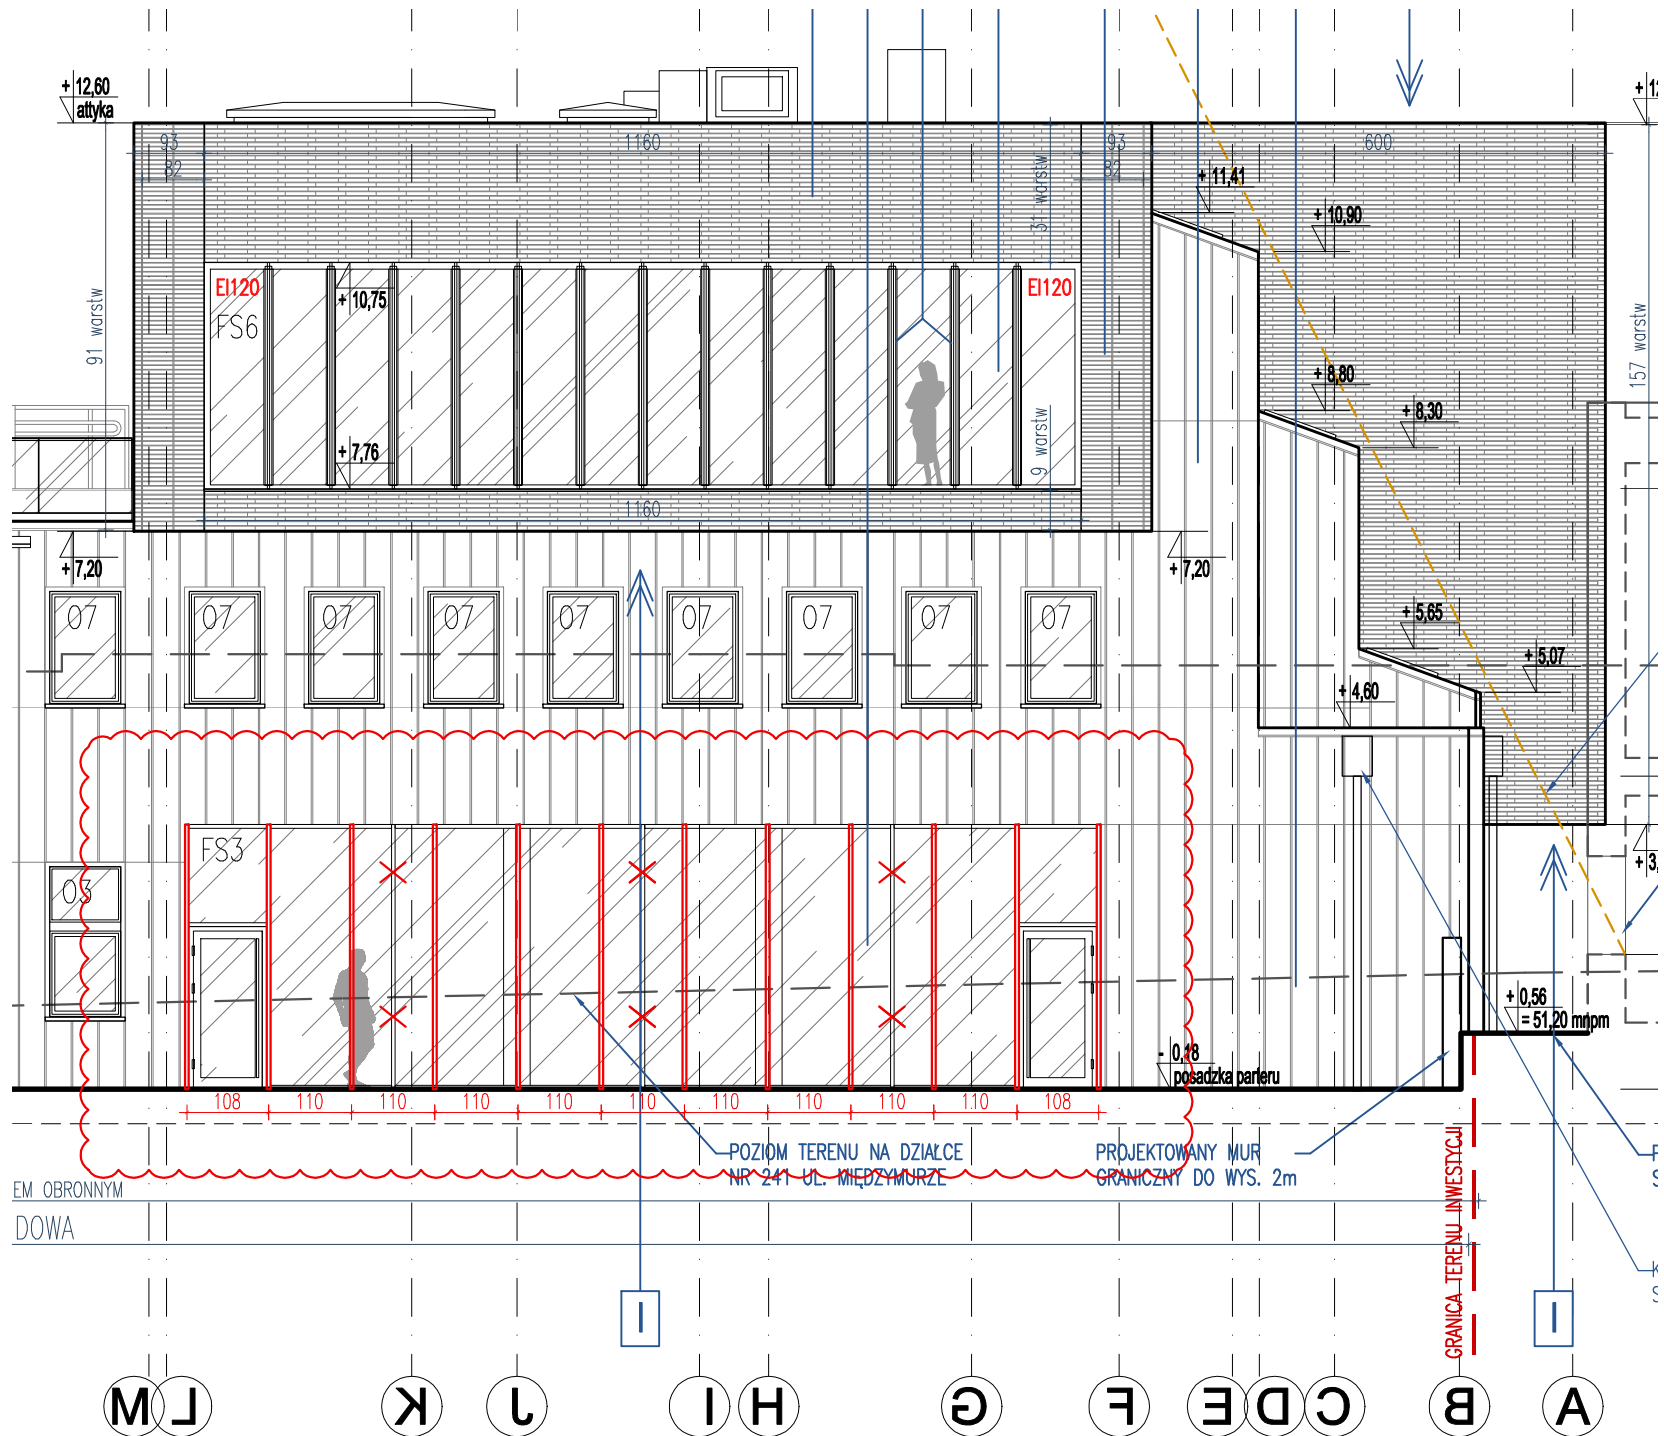 + 12,60
attyka
+ 12
93
1160
93
600
82
82
31 warstw
+ 11,41
+ 10,90
EI120
EI120
+ 10,75
FS6
91 warstw
157 warstw
+ 8,80
+ 8,30
+ 7,76
9 warstw
1160
+ 7,20
+ 7,20
07
07
07
07
07
07
07
07
07
+ 5,65
+ 5,07
+ 4,60
FS3
03
+ 3,
+ 0,56
= 51,20 mnpm
- 0,18
posadzka parteru
108
110
110
110
110
110
110
110
110
110
108
POZIOM TERENU NA DZIAŁCE
NR 241 UL. MIĘDZYMURZE
PROJEKTOWANY MUR
GRANICZNY DO WYS. 2m
P
S
EM OBRONNYM
DOWA
GRANICA TERENU INWESTYCJI
K
S
I
I
M
L
K
J
I
H
G
F
E
D
C
B
A